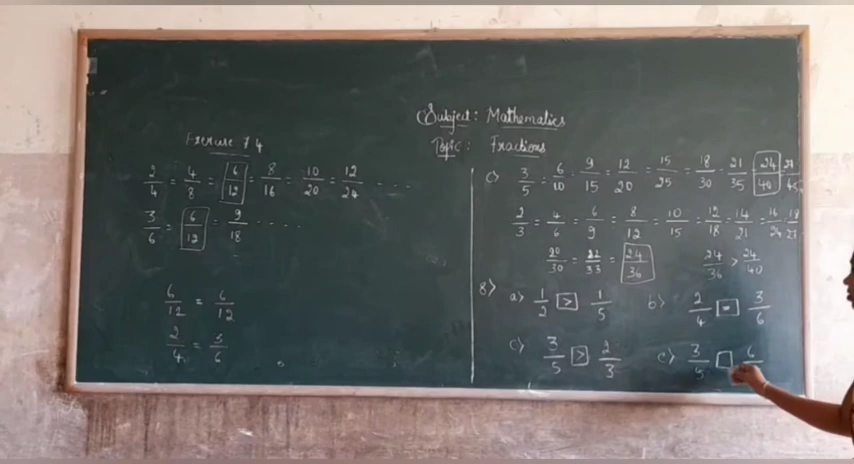 Subject: Mathematics
Topic: Fractions
Exercise 7.4
2/4 = 4/8 = 6/12 = 8/16 = 10/20 = 12/24 ....
3/6 = 6/12 = 9/18 ....
6/12 = 6/12
2/4 = 3/6
c) 3/5 = 6/10 = 9/15 = 12/20 = 15/25 = 18/30 = 21/35 = 24/40
2/3 = 4/6 = 6/9 = 8/12 = 10/15 = 12/18 = 14/21 = 16/24
20/30 = 22/33 = 24/36
24/36 > 24/40
8) a) 1/2 > 1/5 b) 2/4 = 3/6
c) 3/5 > 2/3 c) 3/5 □ 6